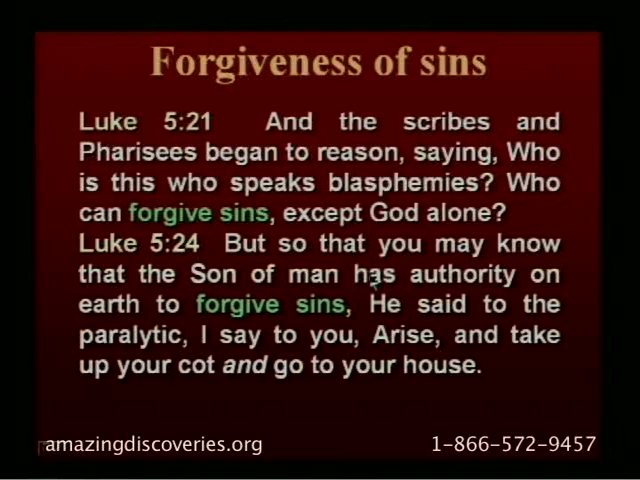 Forgiveness of sins
Luke 5:21 And the scribes and
Pharisees began to reason, saying, Who
is this who speaks blasphemies? Who
can forgive sins, except God alone?
Luke 5:24 But so that you may know
that the Son of man has authority on
earth to forgive sins, He said to the
paralytic, I say to you, Arise, and take
up your cot and go to your house.
amazingdiscoveries.org 1-866-572-9457